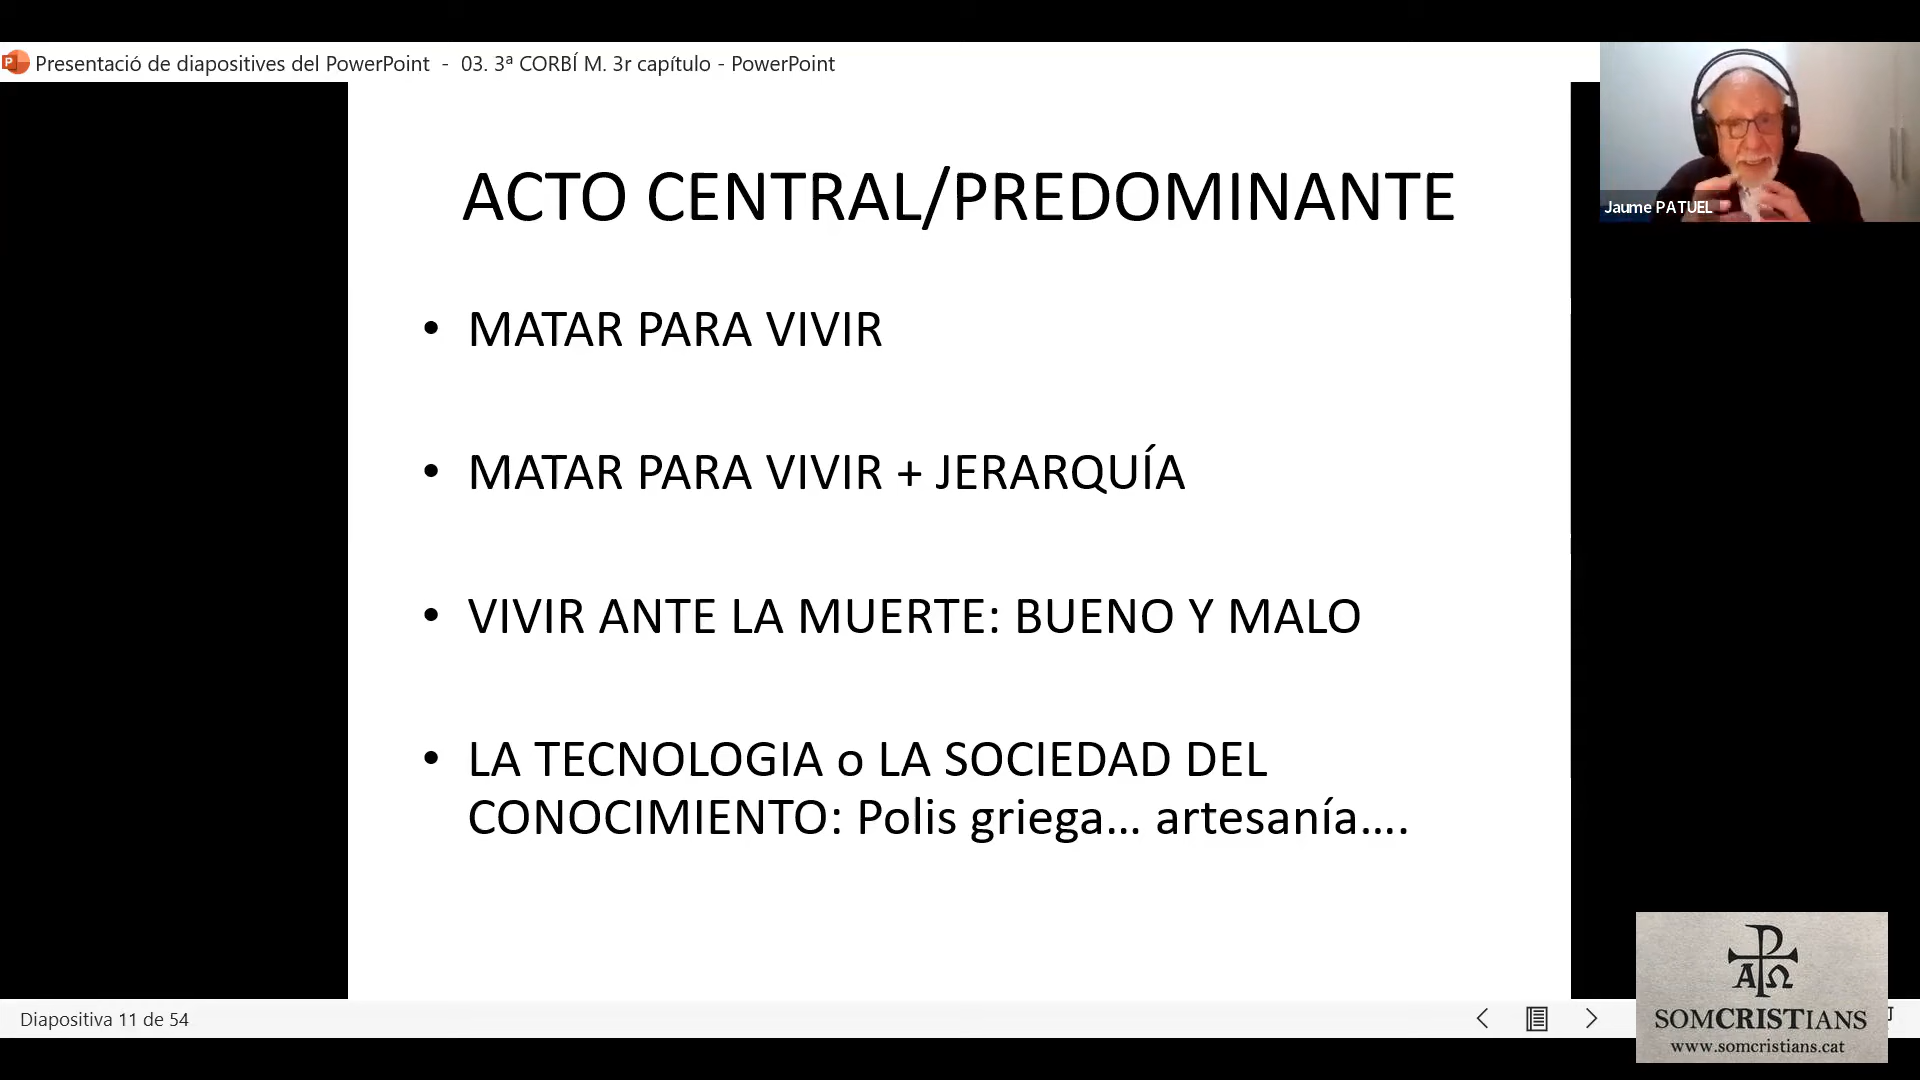 Presentació de diapositives del PowerPoint - 03. 3ª CORBÍ M. 3r capítulo - PowerPoint
Jaume PATUEL
ACTO CENTRAL/PREDOMINANTE
• MATAR PARA VIVIR
• MATAR PARA VIVIR + JERARQUÍA
• VIVIR ANTE LA MUERTE: BUENO Y MALO
• LA TECNOLOGIA o LA SOCIEDAD DEL
CONOCIMIENTO: Polis griega... artesanía....
Diapositiva 11 de 54
A Ω
SOMCRISTIANS
www.somcristians.cat